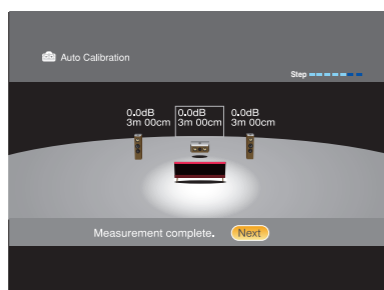 Auto Calibration
Step
0.0dB 0.0dB 0.0dB
3m 00cm 3m 00cm 3m 00cm
Measurement complete. Next